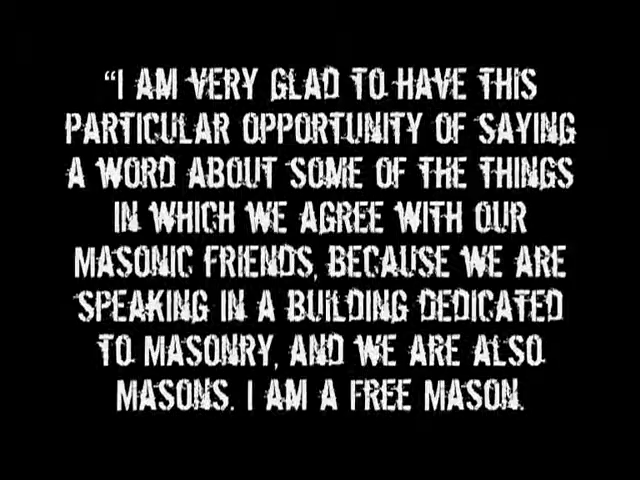 “I AM VERY GLAD TO HAVE THIS
PARTICULAR OPPORTUNITY OF SAYING
A WORD ABOUT SOME OF THE THINGS
IN WHICH WE AGREE WITH OUR
MASONIC FRIENDS, BECAUSE WE ARE
SPEAKING IN A BUILDING DEDICATED
TO MASONRY, AND WE ARE ALSO
MASONS. I AM A FREE MASON.